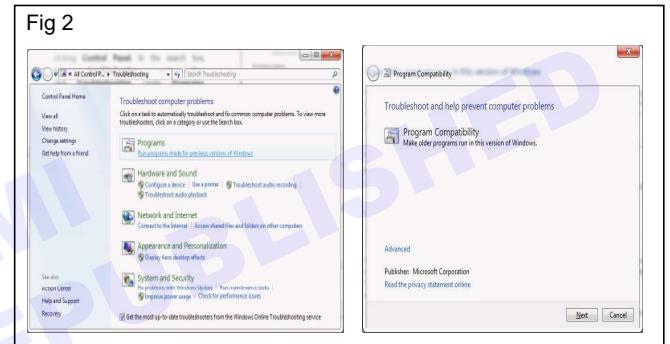 Fig 2
All Control P... ▸ Troubleshooting
Search Troubleshooting
Control Panel Home
View all
View history
Change settings
Get help from a friend
See also
Action Center
Help and Support
Recovery
Troubleshoot computer problems
Click on a task to automatically troubleshoot and fix common computer problems. To view more
troubleshooters, click on a category or use the Search box.
Programs
Run programs made for previous versions of Windows
Hardware and Sound
Configure a device | Use a printer | Troubleshoot audio recording |
Troubleshoot audio playback
Network and Internet
Connect to the Internet | Access shared files and folders on other computers
Appearance and Personalization
Display Aero desktop effects
System and Security
Fix problems with Windows Update | Run maintenance tasks |
Improve power usage | Check for performance issues
Get the most up-to-date troubleshooters from the Windows Online Troubleshooting service
Program Compatibility
Troubleshoot and help prevent computer problems
Program Compatibility
Make older programs run in this version of Windows.
Advanced
Publisher: Microsoft Corporation
Read the privacy statement online
Next
Cancel